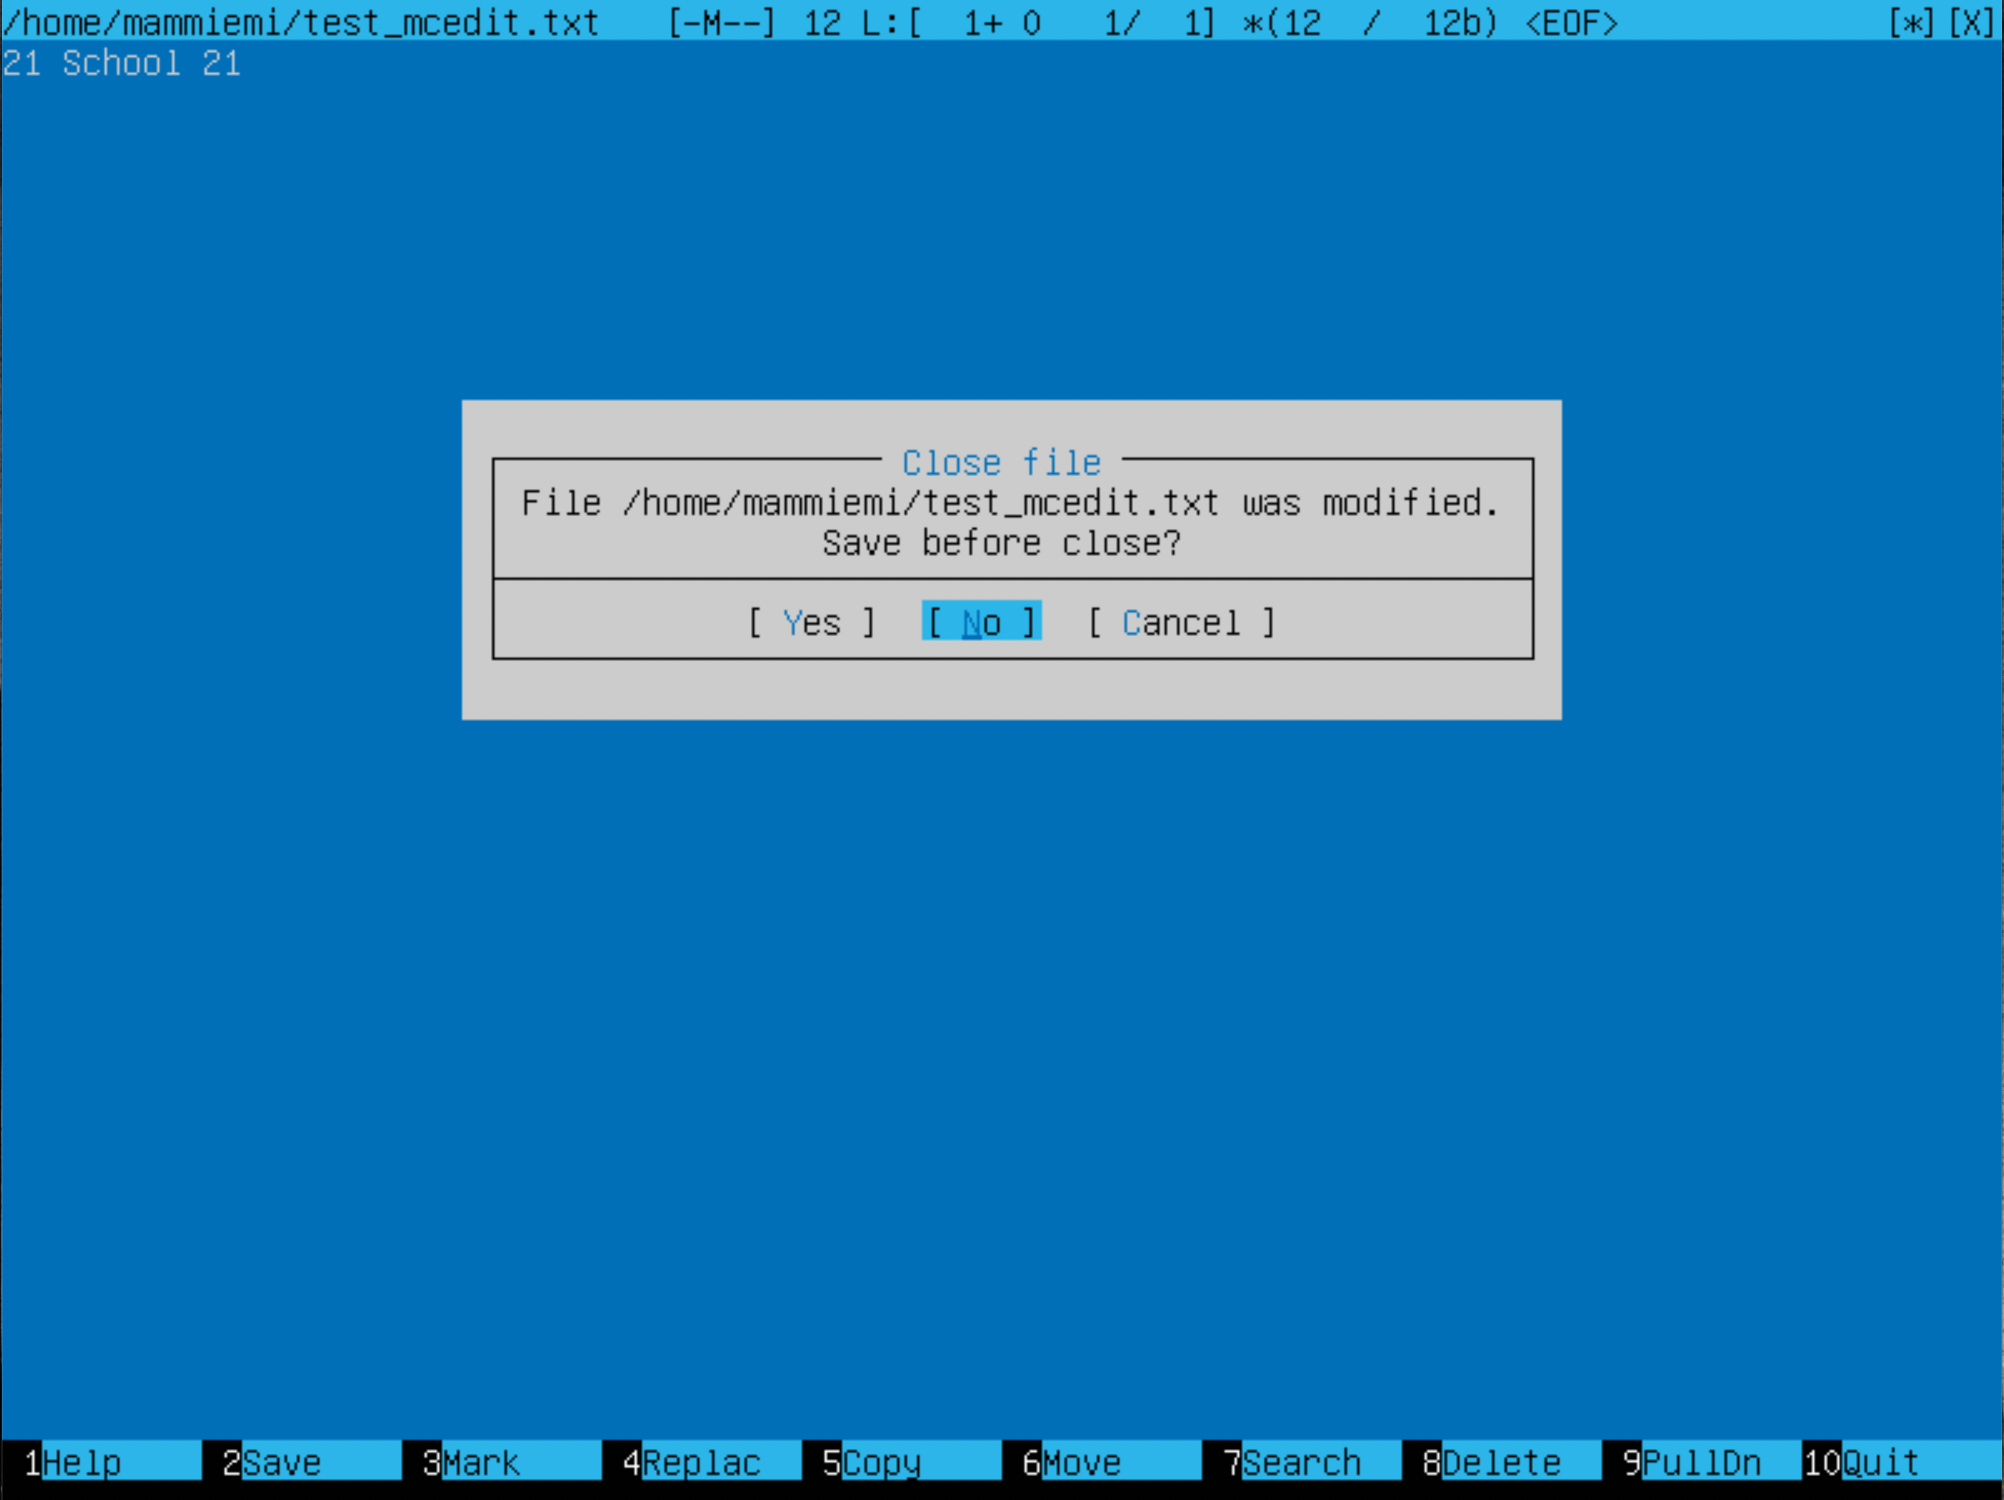 /home/mammiemi/test_mcedit.txt [-M--] 12 L:[ 1+ 0 1/ 1] *(12 / 12b) <EOF> [*][X]
21 School 21
Close file
File /home/mammiemi/test_mcedit.txt was modified.
Save before close?
[ Yes ] [ No ] [ Cancel ]
1Help 2Save 3Mark 4Replac 5Copy 6Move 7Search 8Delete 9PullDn 10Quit